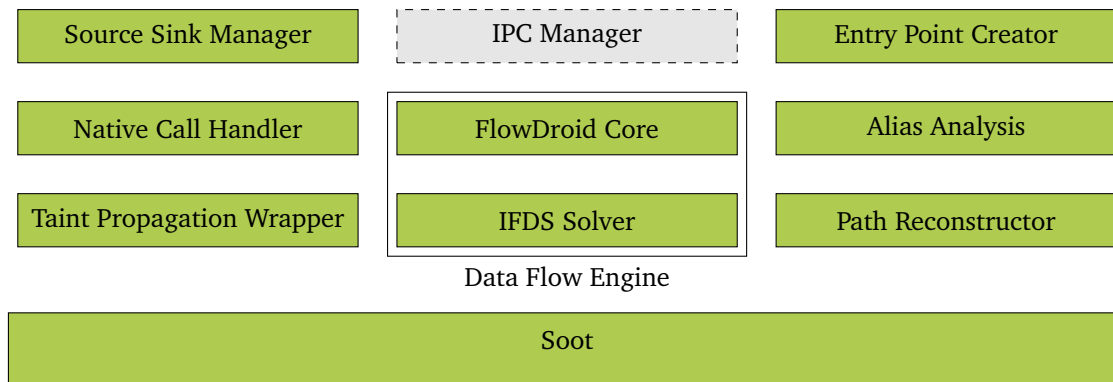 Source Sink Manager
IPC Manager
Entry Point Creator
Native Call Handler
FlowDroid Core
Alias Analysis
Taint Propagation Wrapper
IFDS Solver
Path Reconstructor
Data Flow Engine
Soot